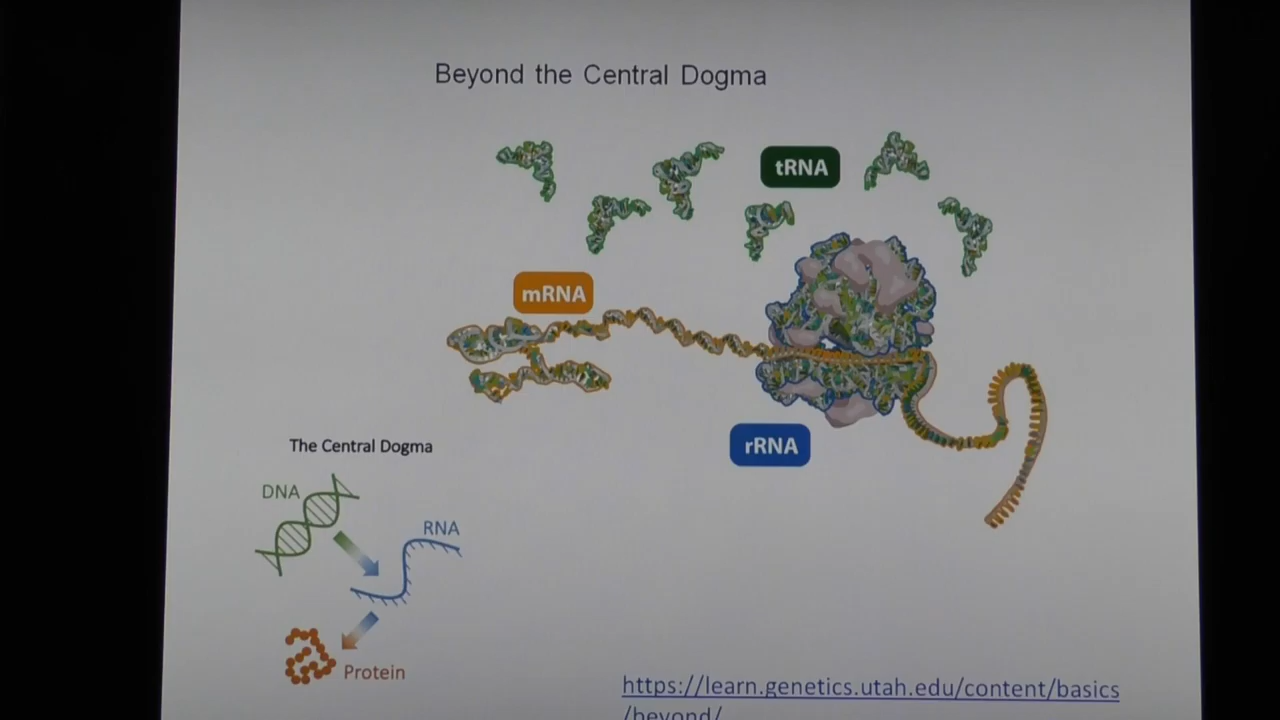 Beyond the Central Dogma
tRNA
mRNA
rRNA
The Central Dogma
DNA
RNA
Protein
https://learn.genetics.utah.edu/content/basics
/beyond/